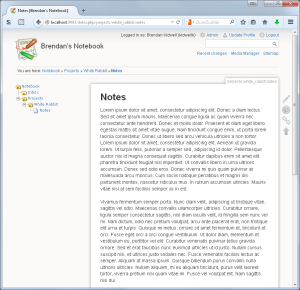 Notes [Brendan's Notebook]
localhost
Logged in as: Brendan Kidwell
Admin
Update Profile
Logout
Brendan's Notebook
Search
Recent changes
Media Manager
Sitemap
You are here: Notebook » Projects » White Rabbit » Notes
Notebook
Inbox
Projects
White Rabbit
Notes
Notes
Lorem ipsum dolor sit amet, consectetur adipiscing elit. Donec a diam lectus.
Sed sit amet ipsum mauris. Maecenas congue ligula ac quam viverra nec
consectetur ante hendrerit. Donec et mollis dolor. Praesent et diam eget libero
egestas mattis sit amet vitae augue. Nam tincidunt congue enim, ut porta lorem
lacinia consectetur. Donec ut libero sed arcu vehicula ultricies a non tortor.
Lorem ipsum dolor sit amet, consectetur adipiscing elit. Aenean ut gravida
lorem. Ut turpis felis, pulvinar a semper sed, adipiscing id dolor. Pellentesque
auctor nisi id magna consequat sagittis. Curabitur dapibus enim sit amet elit
pharetra tincidunt feugiat nisl imperdiet. Ut convallis libero in urna ultrices
accumsan. Donec sed odio eros. Donec viverra mi quis quam pulvinar at
malesuada arcu rhoncus. Cum sociis natoque penatibus et magnis dis
parturient montes, nascetur ridiculus mus. In rutrum accumsan ultricies. Mauris
vitae nisi at sem facilisis semper ac in est.
Vivamus fermentum semper porta. Nunc diam velit, adipiscing ut tristique vitae,
sagittis vel odio. Maecenas convallis ullamcorper ultricies. Curabitur ornare,
ligula semper consectetur sagittis, nisi diam iaculis velit, id fringilla sem nunc vel
mi. Nam dictum, odio nec pretium volutpat, arcu ante placerat erat, non tristique
elit urna et turpis. Quisque mi metus, ornare sit amet fermentum et, tincidunt et
orci. Fusce eget orci a orci congue vestibulum. Ut dolor diam, elementum et
vestibulum eu, porttitor vel elit. Curabitur venenatis pulvinar tellus gravida
ornare. Sed et erat faucibus nunc euismod ultricies ut id justo. Nullam cursus
suscipit nisi, et ultrices justo sodales nec. Fusce venenatis facilisis lectus ac
semper. Aliquam at massa ipsum. Quisque bibendum purus convallis nulla
ultrices ultricies. Nullam aliquam, mi eu aliquam tincidunt, purus velit laoreet
tortor, viverra pretium nisi quam vitae mi. Fusce vel volutpat elit. Nam sagittis
nisi dui.